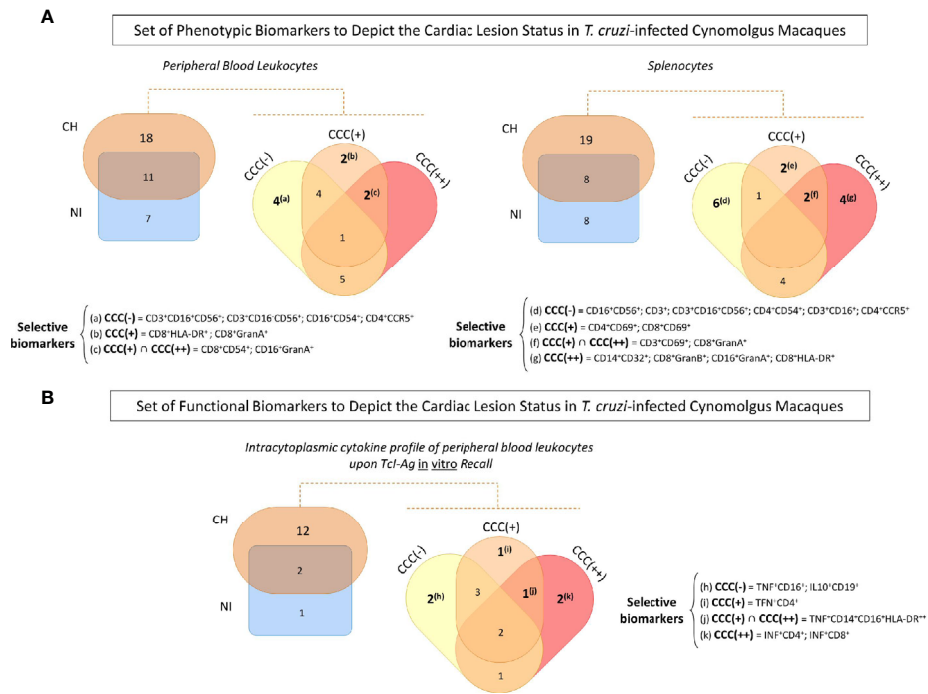 A
Set of Phenotypic Biomarkers to Depict the Cardiac Lesion Status in T. cruzi-infected Cynomolgus Macaques
Peripheral Blood Leukocytes
Splenocytes
CH
18
11
NI
7
CCC(-)
CCC(+)
CCC(++)
4(a)
4
2(b)
2(c)
1
5
CH
19
8
NI
8
CCC(-)
CCC(+)
CCC(++)
6(d)
1
2(e)
2(f)
4(g)
4
Selective biomarkers
(a) CCC(-) = CD3⁺CD16⁺CD56⁺; CD3⁺CD16⁻CD56⁺; CD16⁺CD54⁺; CD4⁺CCR5⁺
(b) CCC(+) = CD8⁺HLA-DR⁺; CD8⁺GranA⁺
(c) CCC(+) ∩ CCC(++) = CD8⁺CD54⁺; CD16⁺GranA⁺
Selective biomarkers
(d) CCC(-) = CD16⁺CD56⁺; CD3⁺; CD3⁺CD16⁺CD56⁺; CD4⁺CD54⁺; CD3⁺CD16⁺; CD4⁺CCR5⁺
(e) CCC(+) = CD4⁺CD69⁺; CD8⁺CD69⁺
(f) CCC(+) ∩ CCC(++) = CD3⁺CD69⁺; CD8⁺GranA⁺
(g) CCC(++) = CD14⁺CD32⁺; CD8⁺GranB⁺; CD16⁺GranA⁺; CD8⁺HLA-DR⁺
B
Set of Functional Biomarkers to Depict the Cardiac Lesion Status in T. cruzi-infected Cynomolgus Macaques
Intracytoplasmic cytokine profile of peripheral blood leukocytes
upon TcI-Ag in vitro Recall
CH
12
2
NI
1
CCC(-)
CCC(+)
CCC(++)
2(h)
3
1(i)
1(j)
2(k)
2
1
Selective biomarkers
(h) CCC(-) = TNF⁺CD16⁺; IL10⁺CD19⁺
(i) CCC(+) = TFN⁺CD4⁺
(j) CCC(+) ∩ CCC(++) = TNF⁺CD14⁺CD16⁺HLA-DR⁺⁺
(k) CCC(++) = INF⁺CD4⁺; INF⁺CD8⁺